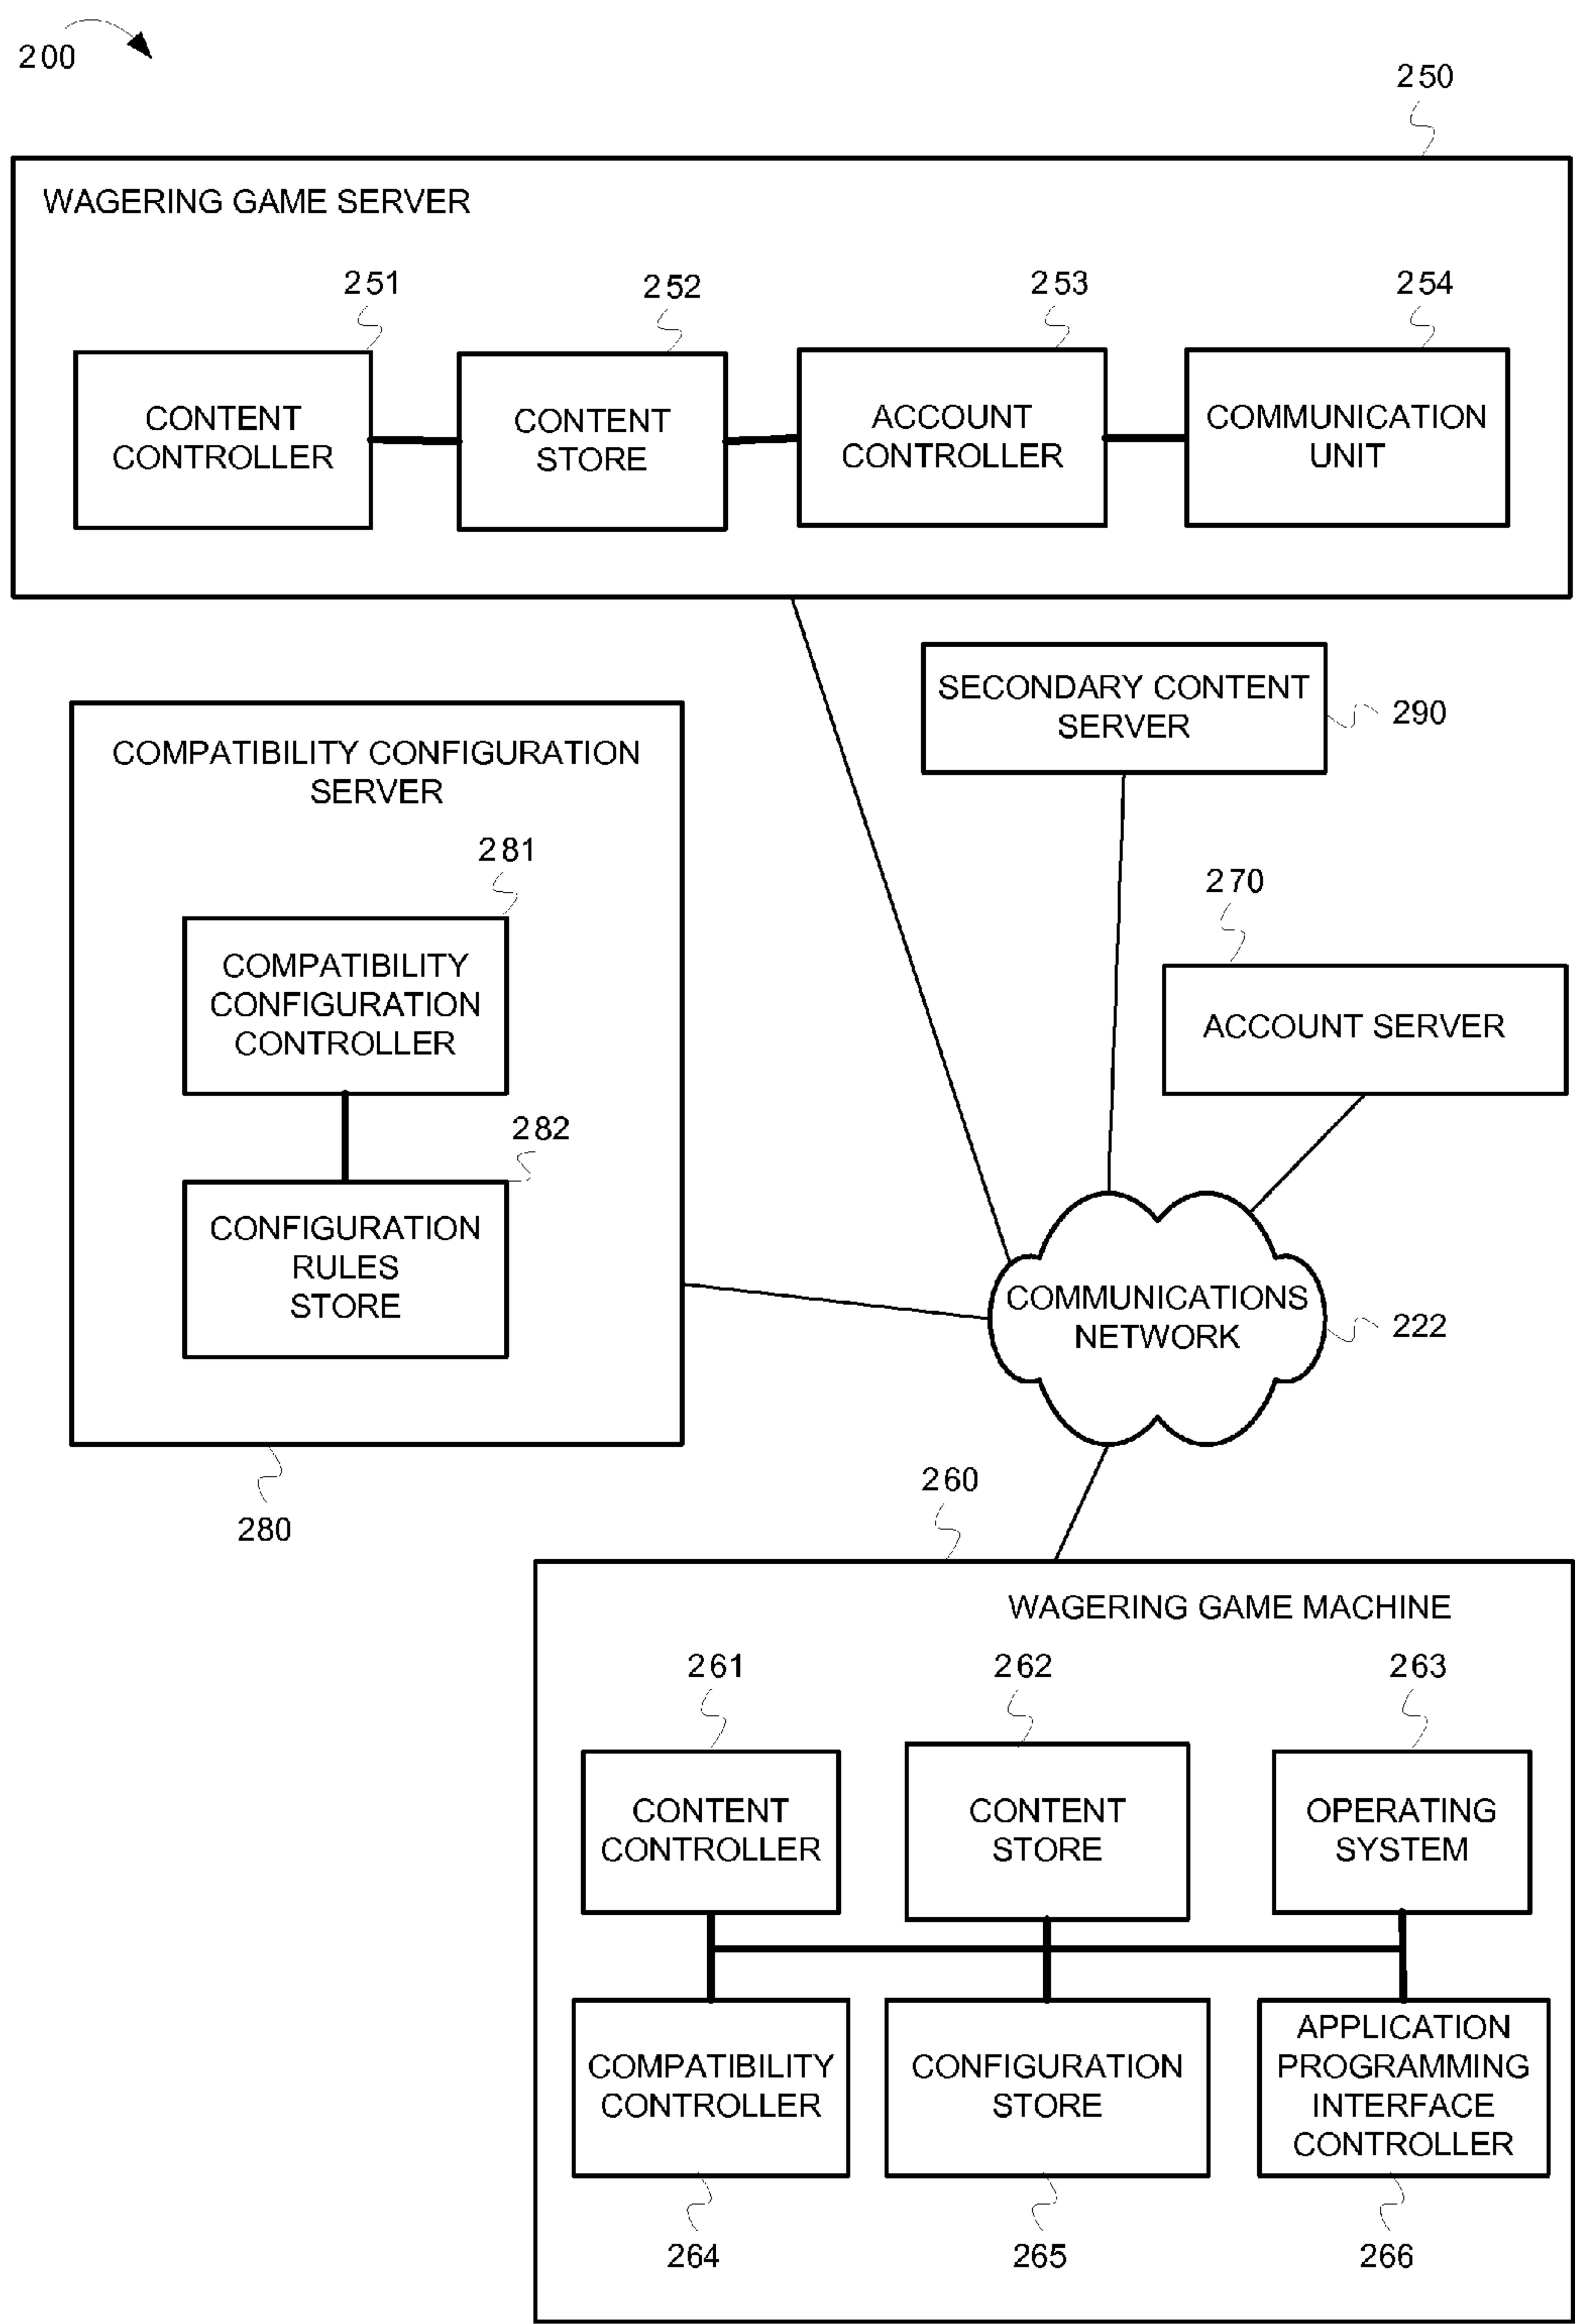 200
250
WAGERING GAME SERVER
251
252
253
254
CONTENT
CONTROLLER
CONTENT
STORE
ACCOUNT
CONTROLLER
COMMUNICATION
UNIT
SECONDARY CONTENT
SERVER
290
COMPATIBILITY CONFIGURATION
SERVER
281
COMPATIBILITY
CONFIGURATION
CONTROLLER
282
CONFIGURATION
RULES
STORE
280
270
ACCOUNT SERVER
COMMUNICATIONS
NETWORK
222
260
WAGERING GAME MACHINE
261
262
263
CONTENT
CONTROLLER
CONTENT
STORE
OPERATING
SYSTEM
COMPATIBILITY
CONTROLLER
CONFIGURATION
STORE
APPLICATION
PROGRAMMING
INTERFACE
CONTROLLER
264
265
266